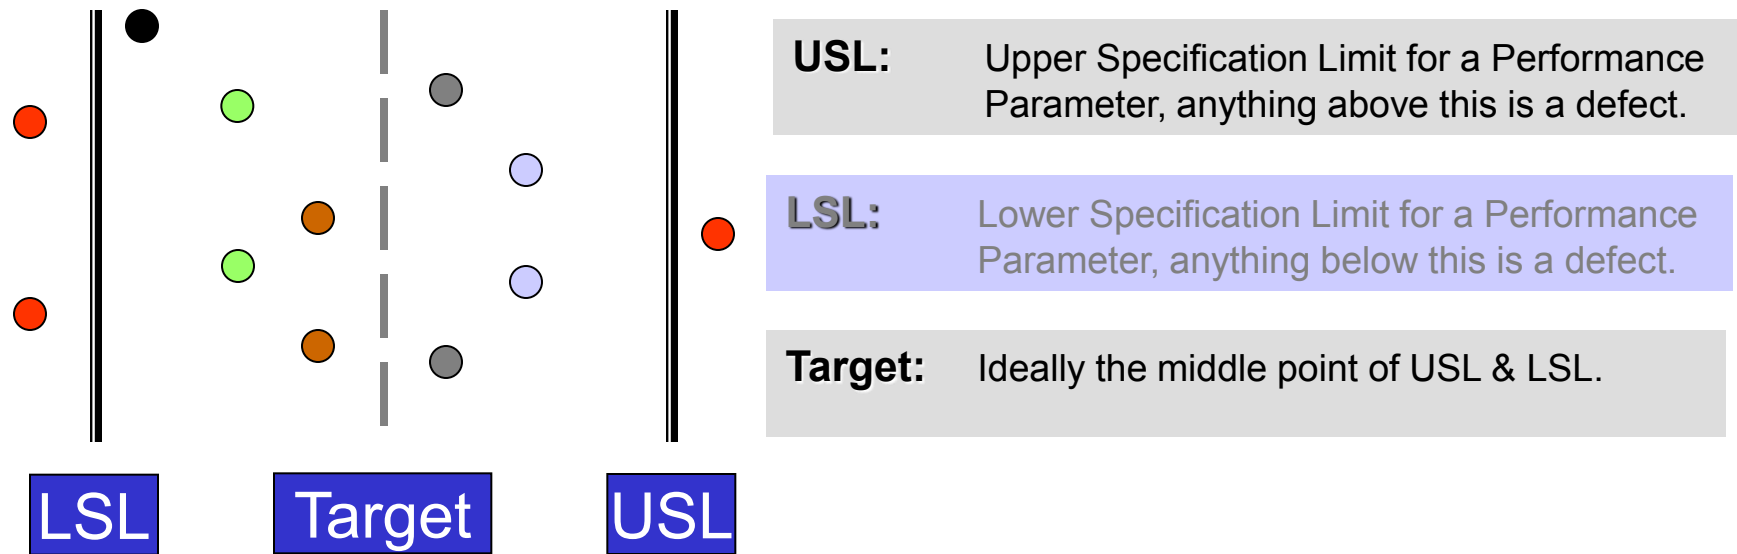 USL: Upper Specification Limit for a Performance
Parameter, anything above this is a defect.
LSL: Lower Specification Limit for a Performance
Parameter, anything below this is a defect.
Target: Ideally the middle point of USL & LSL.
LSL Target USL